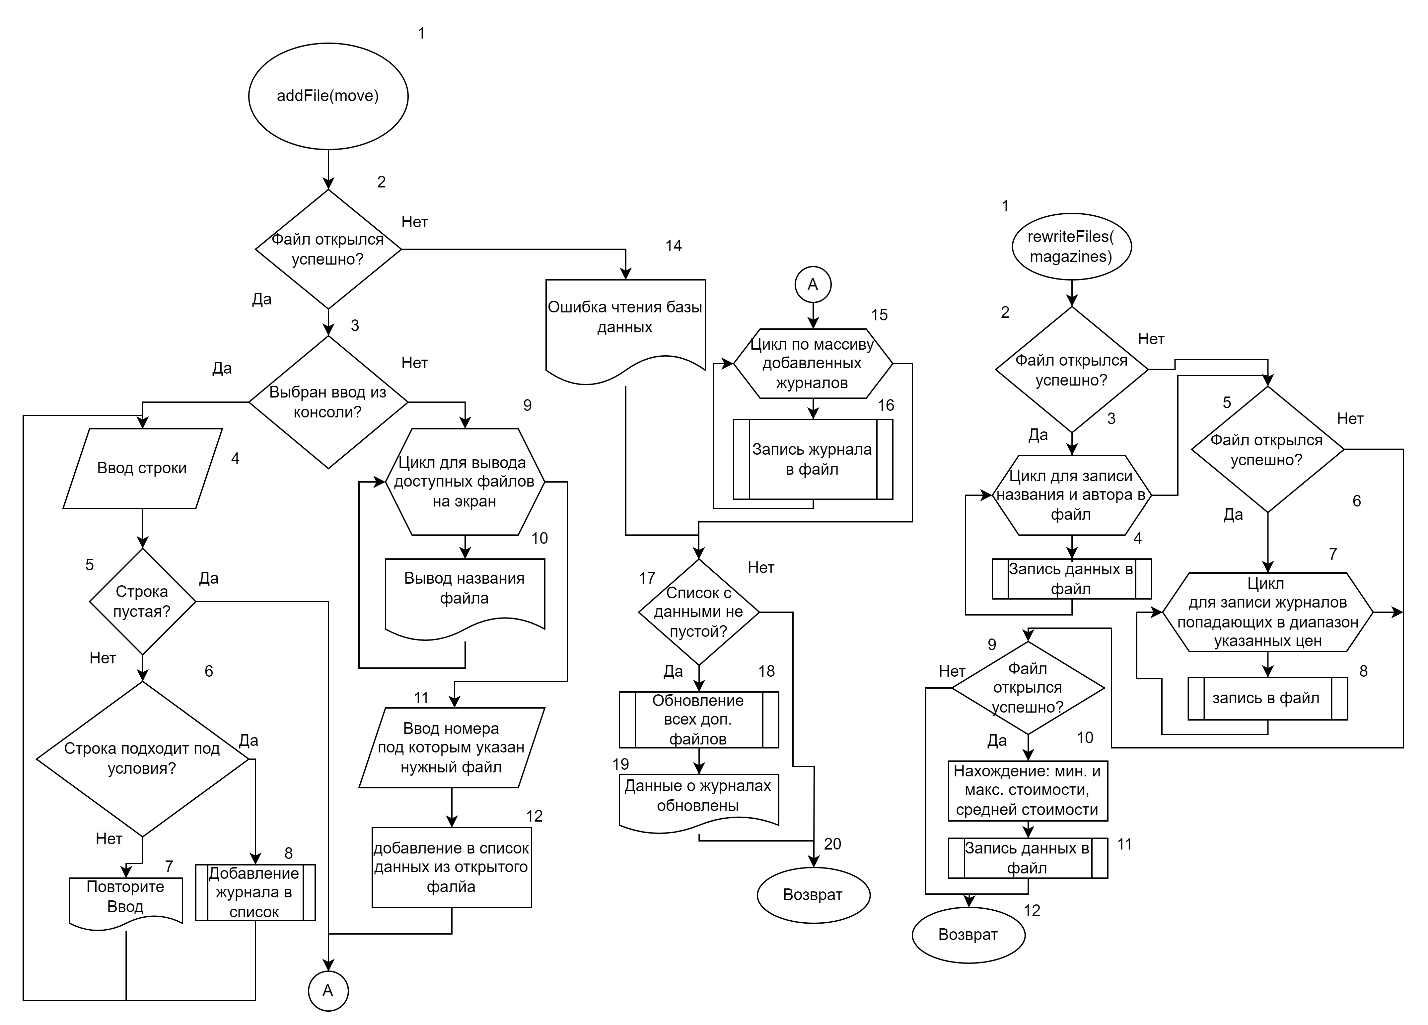 1
addFile(move)
2
Файл открылся
успешно?
Нет
Да
3
Выбран ввод из
консоли?
Да
Нет
4
Ввод строки
5
Строка
пустая?
Да
Нет
6
Строка подходит под
условия?
Да
Нет
7
Повторите
Ввод
8
Добавление
журнала в
список
9
Цикл для вывода
доступных файлов
на экран
10
Вывод названия
файла
11
Ввод номера
под которым указан
нужный файл
12
добавление в список
данных из открытого
фалйа
A
14
Ошибка чтения базы
данных
A
15
Цикл по массиву
добавленных
журналов
16
Запись журнала
в файл
17
Список с
данными не
пустой?
Нет
Да
18
Обновление
всех доп.
файлов
19
Данные о журналах
обновлены
20
Возврат
1
rewriteFiles(
magazines)
2
Файл открылся
успешно?
Нет
Да
3
Цикл для записи
названия и автора в
файл
4
Запись данных в
файл
5
Файл открылся
успешно?
Нет
Да
6
7
Цикл
для записи журналов
попадающих в диапазон
указанных цен
8
запись в файл
9
Файл
открылся
успешно?
Нет
Да
10
Нахождение: мин. и
макс. стоимости,
средней стоимости
11
Запись данных в
файл
12
Возврат